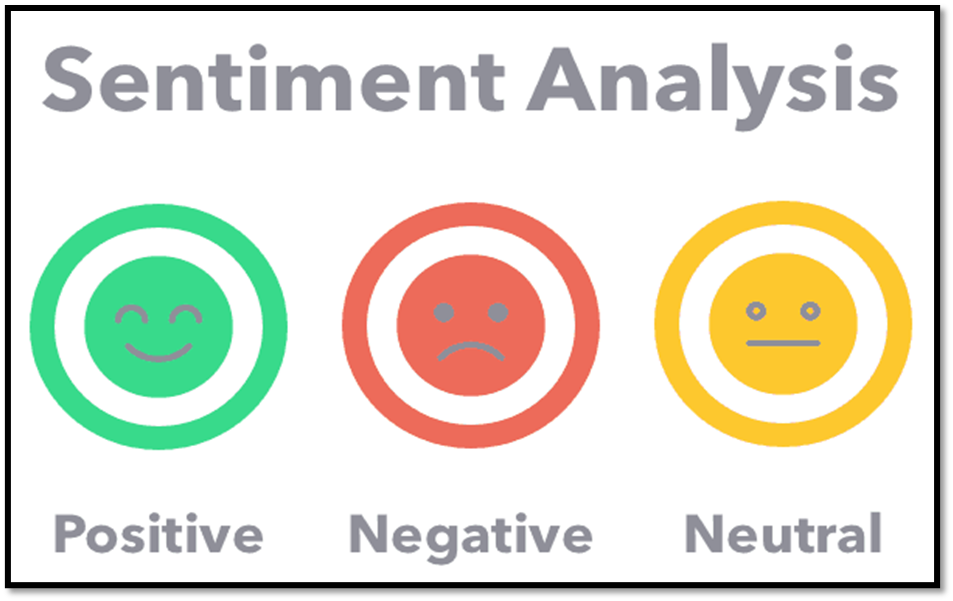 Sentiment Analysis
Positive
Negative
Neutral